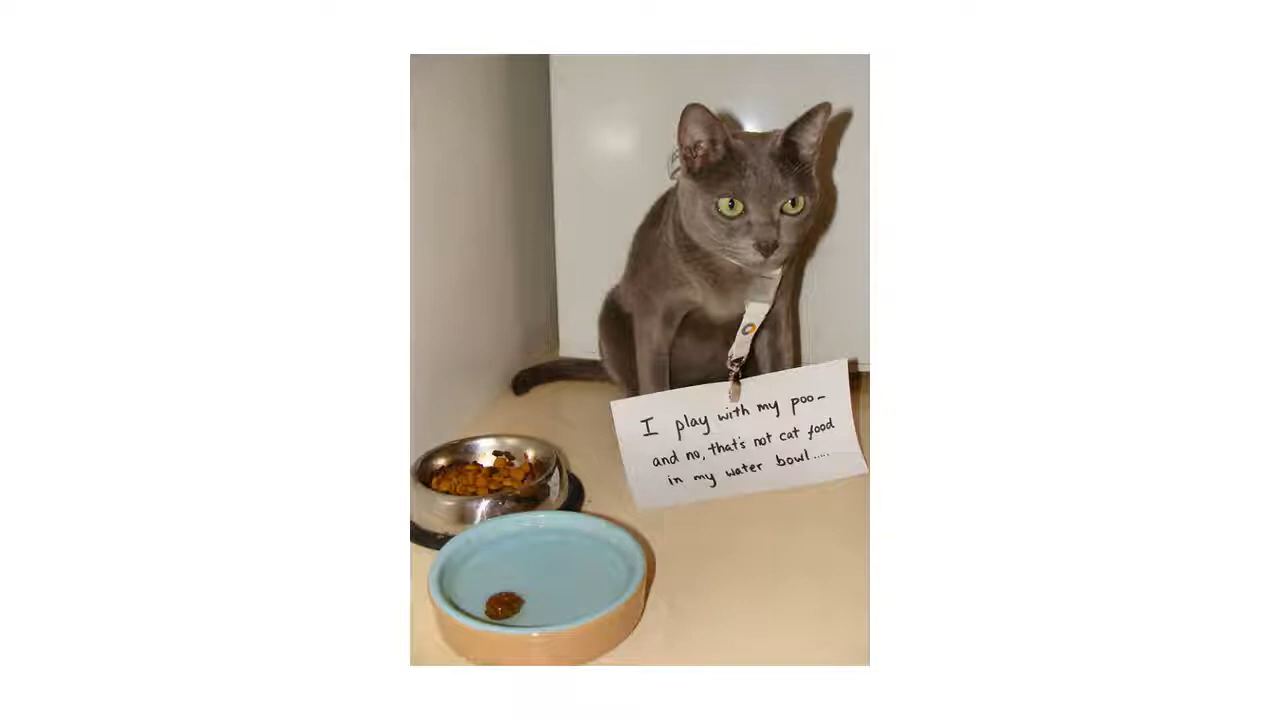 I play with my poo-
and no, that's not cat food
in my water bowl.....